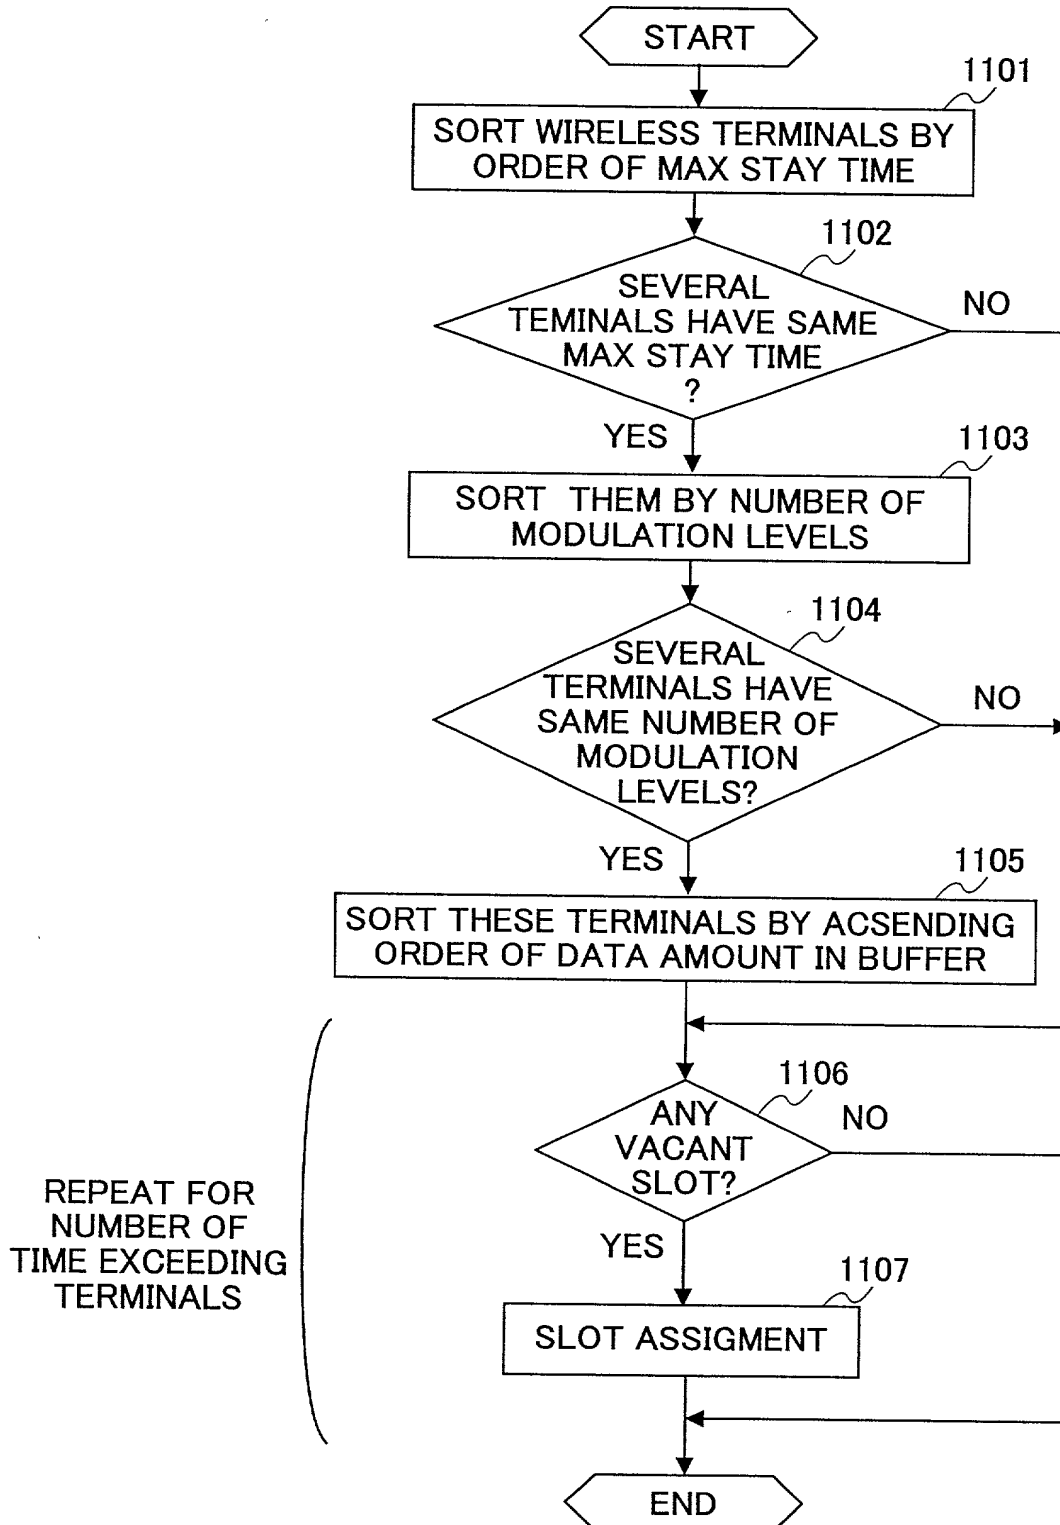 START
1101
SORT WIRELESS TERMINALS BY
ORDER OF MAX STAY TIME
1102
SEVERAL
TEMINALS HAVE SAME
MAX STAY TIME
?
NO
YES
1103
SORT THEM BY NUMBER OF
MODULATION LEVELS
1104
SEVERAL
TERMINALS HAVE
SAME NUMBER OF
MODULATION
LEVELS?
NO
YES
1105
SORT THESE TERMINALS BY ACSENDING
ORDER OF DATA AMOUNT IN BUFFER
1106
ANY
VACANT
SLOT?
NO
YES
REPEAT FOR
NUMBER OF
TIME EXCEEDING
TERMINALS
1107
SLOT ASSIGMENT
END